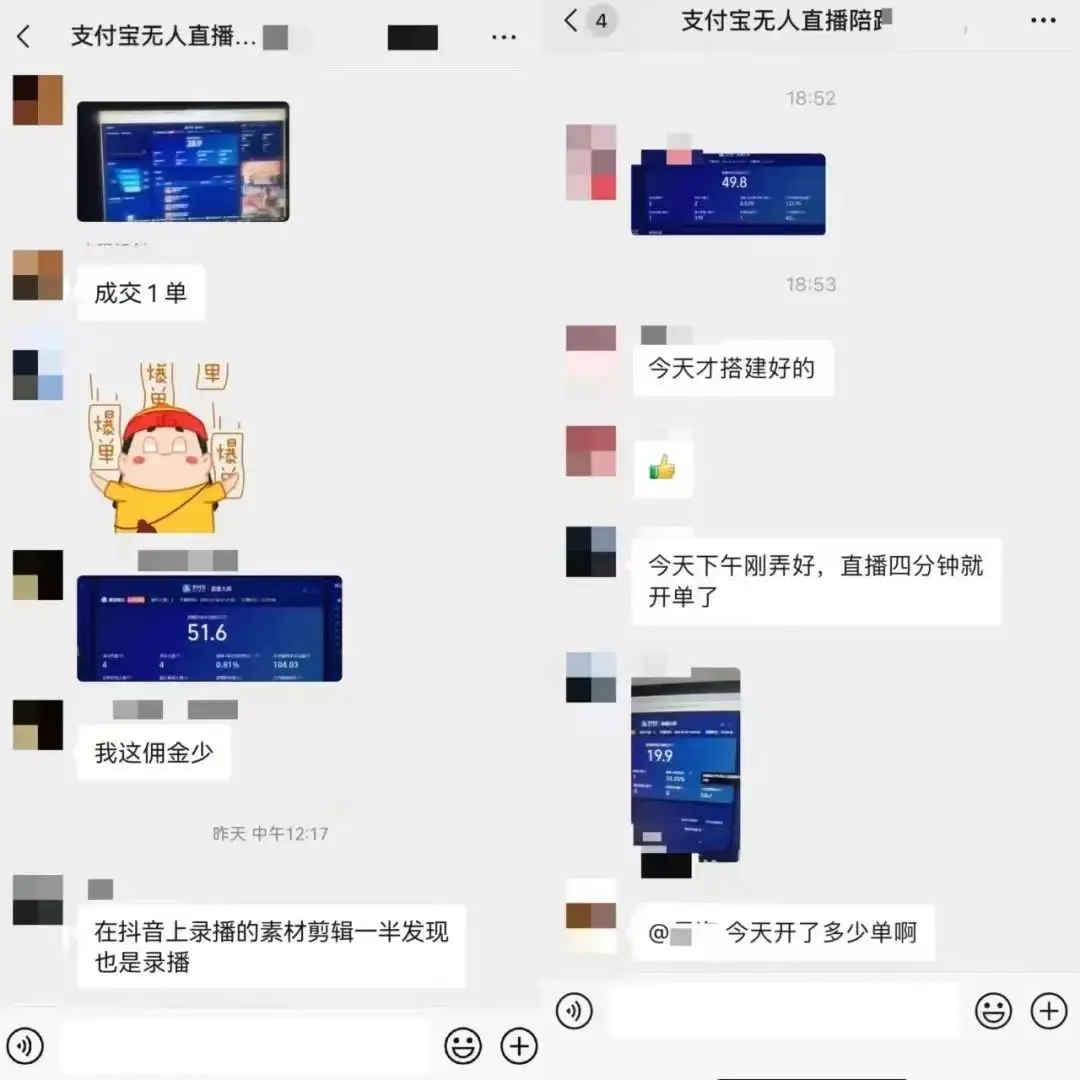 支付宝无人直播...
28.9
成交1单
爆
单
单
爆
单
爆
单
51.6
4
4
0.81%
104.03
我这佣金少
昨天 中午12:17
在抖音上录播的素材剪辑一半发现
也是录播
4
支付宝无人直播陪跑
18:52
49.8
18:53
今天才搭建好的
今天下午刚弄好，直播四分钟就
开单了
19.9
@
今天开了多少单啊